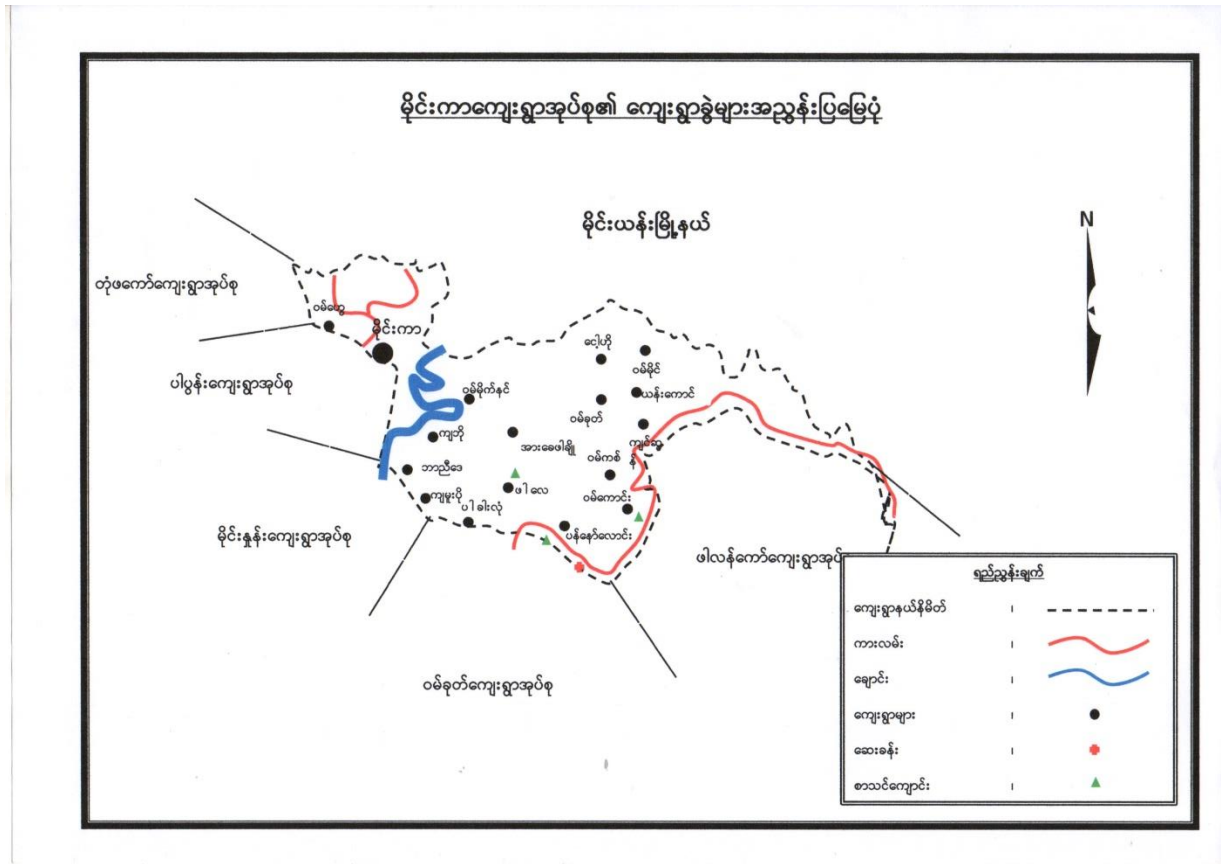 မိုင်းကာကျေးရွာအုပ်စု၏ ကျေးရွာခွဲများအညွှန်းပြမြေပုံ
မိုင်းယန်းမြို့နယ်
N
တုံဖကော်ကျေးရွာအုပ်စု
ဝမ်တွေ
မိုင်းကာ
ပါပွန်းကျေးရွာအုပ်စု
ငေါ့ဟို
ဝမ်မိုင်
ဝမ်မိုက်နင်
ယန်းကောင်
ဝမ်ခုတ်
ကျဘို
အားခေဖါချို
ဝမ်ကစ်
ဘာညီဒေ
ဖါလေ
ကျမူးပို
ဝမ်ကောင်း
ပါခါးလုံ
ပန်နော်လောင်း
မိုင်းနှုန်းကျေးရွာအုပ်စု
ဖါလန်ကော်ကျေးရွာအုပ်
ဝမ်ခုတ်ကျေးရွာအုပ်စု
ရည်ညွှန်းချက်
ကျေးရွာနယ်နိမိတ် ၊
ကားလမ်း ၊
ချောင်း ၊
ကျေးရွာများ ၊
ဆေးခန်း ၊
စာသင်ကျောင်း ၊